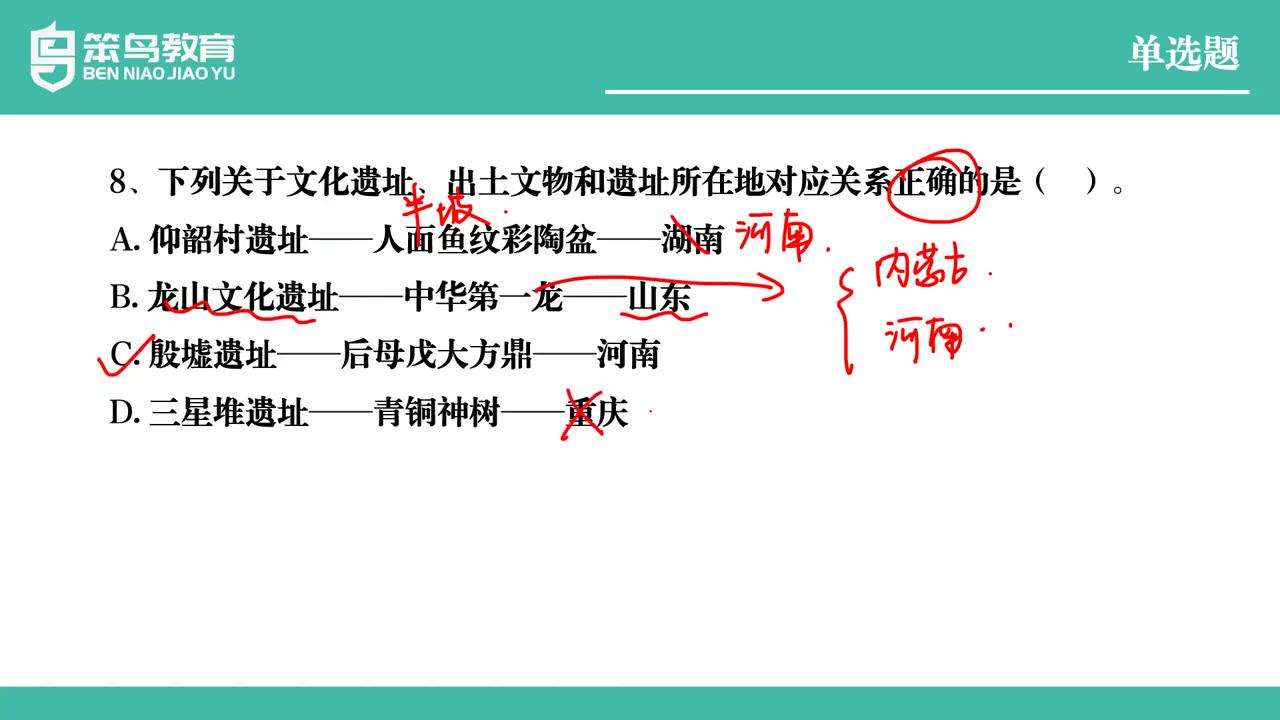 笨鸟教育
BEN NIAO JIAO YU
单选题
8、下列关于文化遗址、出土文物和遗址所在地对应关系正确的是（ ）。
半坡
A. 仰韶村遗址——人面鱼纹彩陶盆——湖南 河南
内蒙古
B. 龙山文化遗址——中华第一龙——山东
河南
C. 殷墟遗址——后母戊大方鼎——河南
D. 三星堆遗址——青铜神树——重庆